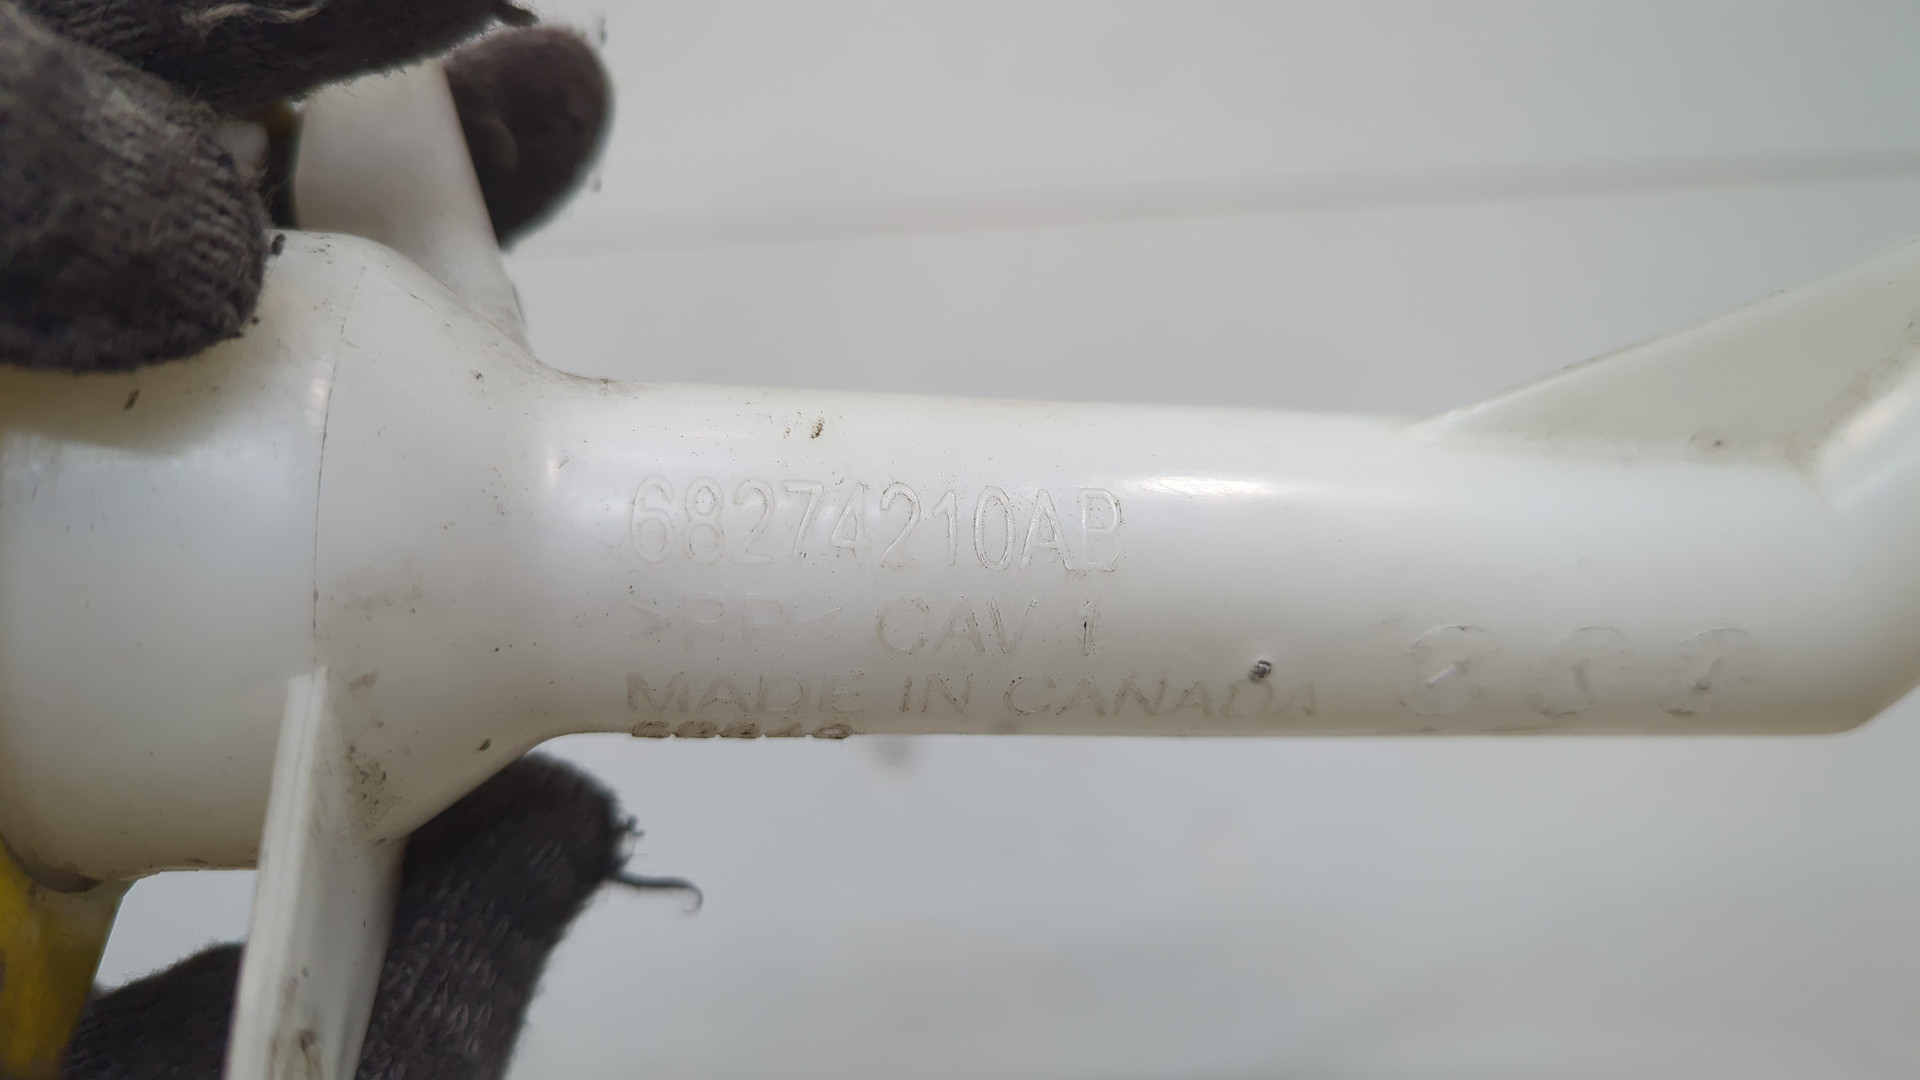 68274210AB
>PP< CAV 1
MADE IN CANADA